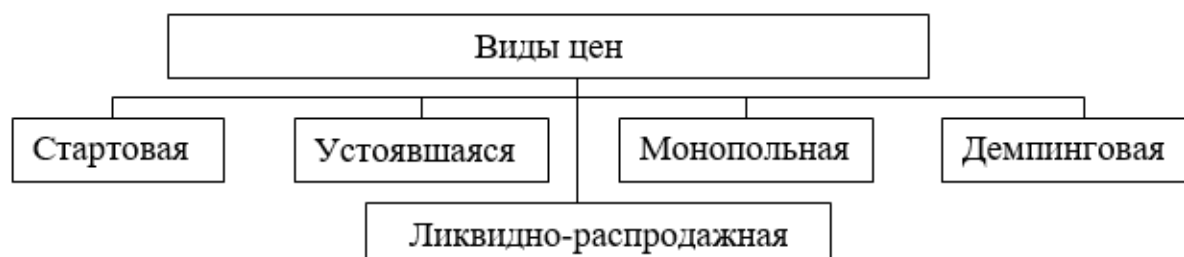 Виды цен
Стартовая
Устоявшаяся
Монопольная
Демпинговая
Ликвидно-распродажная